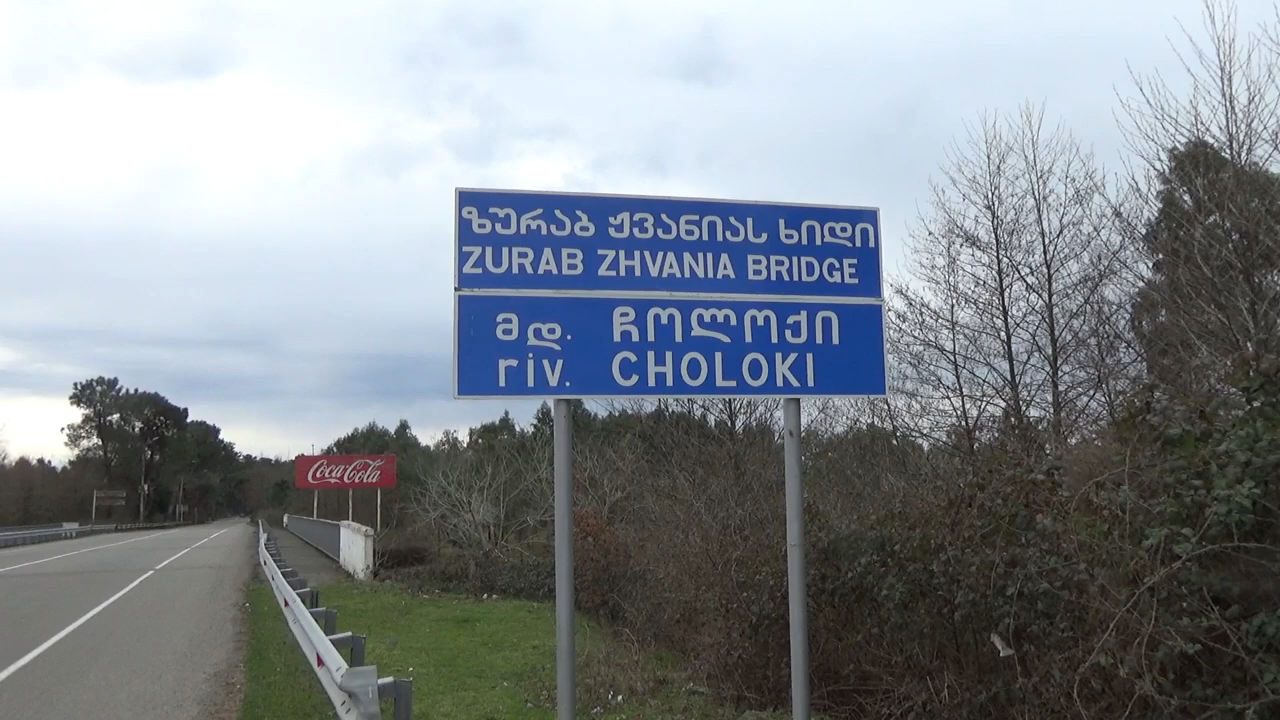 ზურაბ ჟვანიას ხიდი
ZURAB ZHVANIA BRIDGE
მდ. ჩოლოქი
riv. CHOLOKI
Coca-Cola